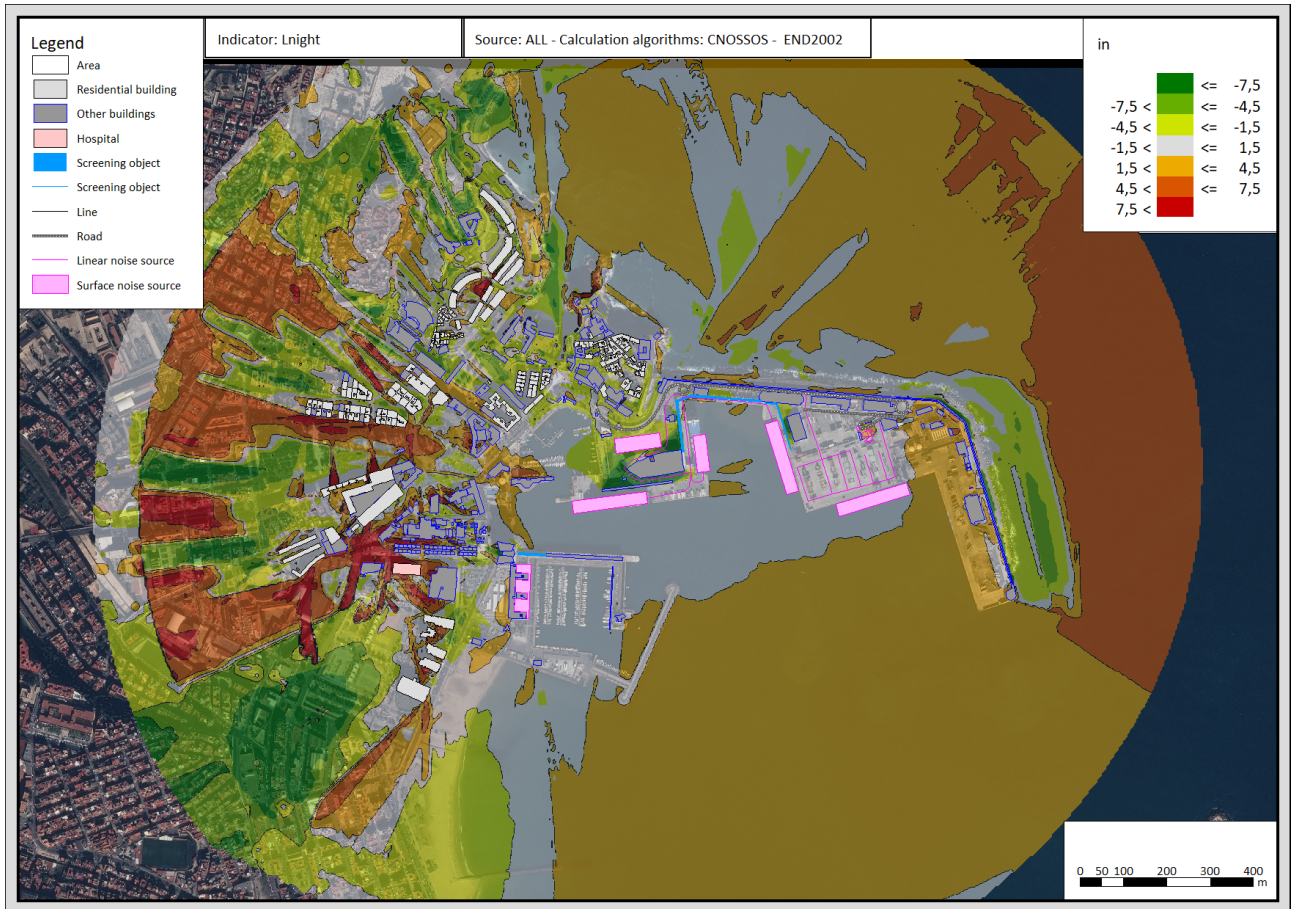 Legend
Area
Residential building
Other buildings
Hospital
Screening object
Screening object
Line
Road
Linear noise source
Surface noise source
Indicator: Lnight
Source: ALL - Calculation algorithms: CNOSSOS - END2002
in
<= -7,5
-7,5 < <= -4,5
-4,5 < <= -1,5
-1,5 < <= 1,5
1,5 < <= 4,5
4,5 < <= 7,5
7,5 <
0 50 100 200 300 400
m